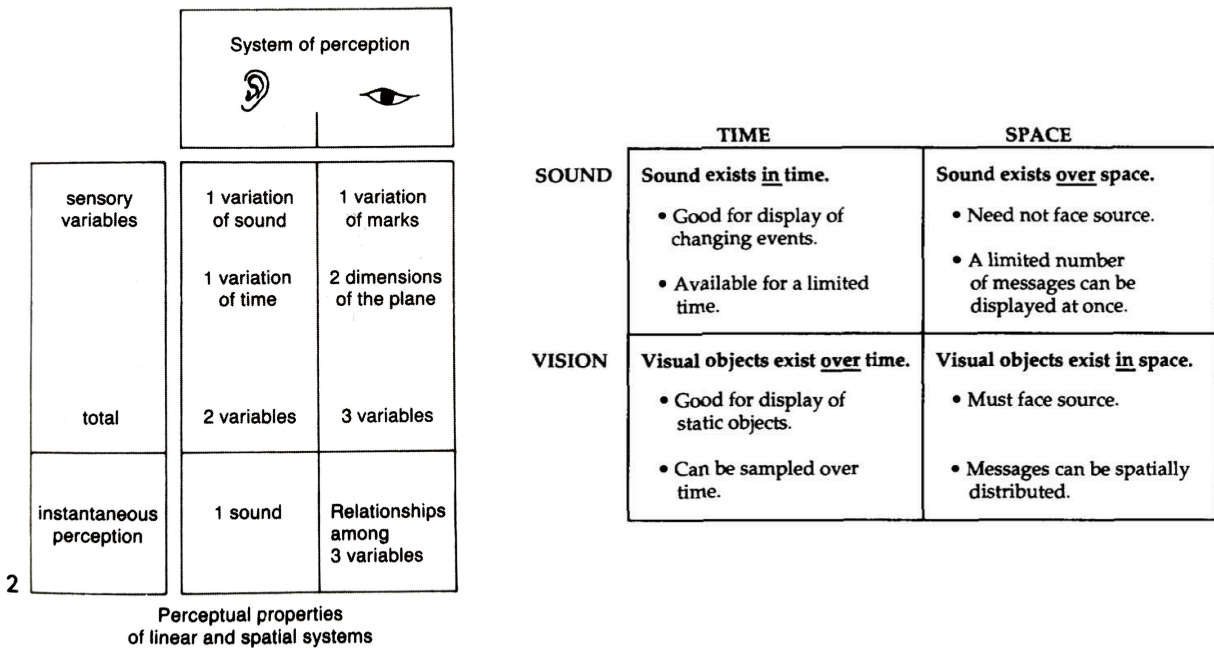 System of perception
sensory
variables
1 variation
of sound
1 variation
of marks
1 variation
of time
2 dimensions
of the plane
total
2 variables
3 variables
instantaneous
perception
1 sound
Relationships
among
3 variables
2
Perceptual properties
of linear and spatial systems
TIME
SPACE
SOUND
Sound exists in time.
• Good for display of
changing events.
• Available for a limited
time.
Sound exists over space.
• Need not face source.
• A limited number
of messages can be
displayed at once.
VISION
Visual objects exist over time.
• Good for display of
static objects.
• Can be sampled over
time.
Visual objects exist in space.
• Must face source.
• Messages can be spatially
distributed.